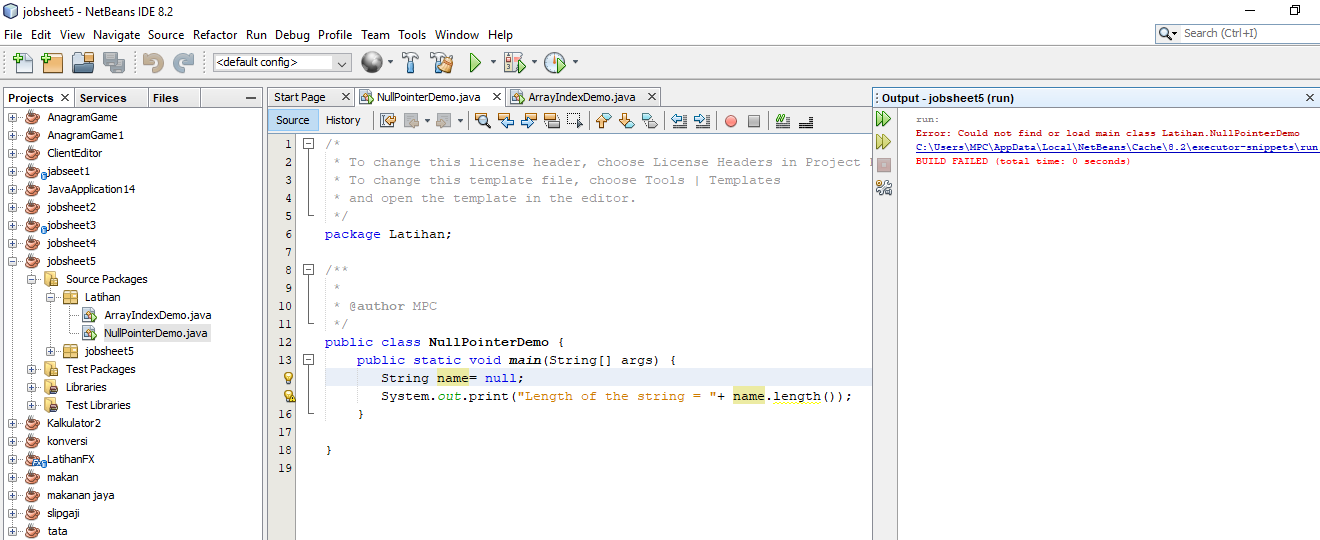 jobsheet5 - NetBeans IDE 8.2
File Edit View Navigate Source Refactor Run Debug Profile Team Tools Window Help
Search (Ctrl+I)
<default config>
Projects Services Files
AnagramGame
AnagramGame1
ClientEditor
jabseet1
JavaApplication14
jobsheet2
jobsheet3
jobsheet4
jobsheet5
Source Packages
Latihan
ArrayIndexDemo.java
NullPointerDemo.java
jobsheet5
Test Packages
Libraries
Test Libraries
Kalkulator2
konversi
LatihanFX
makan
makanan jaya
slipgaji
tata
Start Page NullPointerDemo.java ArrayIndexDemo.java
Source History
1 /*
2 * To change this license header, choose License Headers in Project
3 * To change this template file, choose Tools | Templates
4 * and open the template in the editor.
5 */
6 package Latihan;
7
8 /**
9 *
10 * @author MPC
11 */
12 public class NullPointerDemo {
13 public static void main(String[] args) {
String name= null;
System.out.print("Length of the string = "+ name.length());
16 }
17
18 }
19
Output - jobsheet5 (run)
run:
Error: Could not find or load main class Latihan.NullPointerDemo
C:\Users\MPC\AppData\Local\NetBeans\Cache\8.2\executor-snippets\run
BUILD FAILED (total time: 0 seconds)